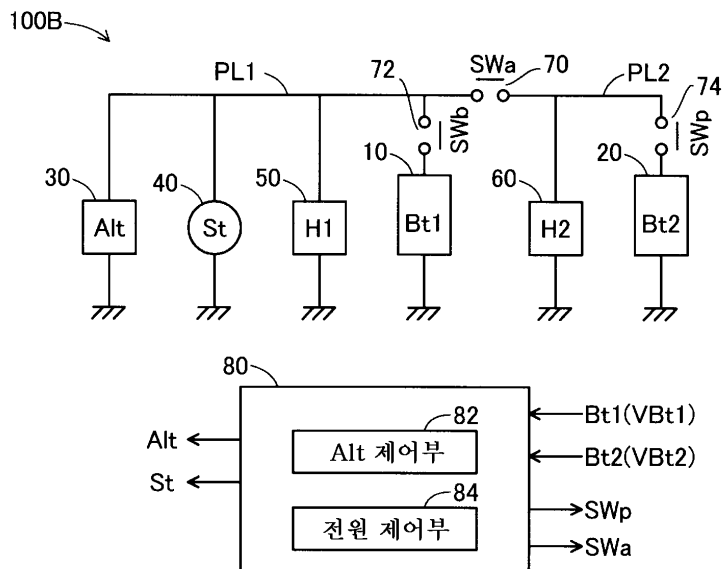 100B
PL1
SWa
70
PL2
72
SWb
74
SWp
30
40
50
10
60
20
Alt
St
H1
Bt1
H2
Bt2
80
82
Alt 제어부
84
전원 제어부
Alt
St
Bt1(VBt1)
Bt2(VBt2)
SWp
SWa